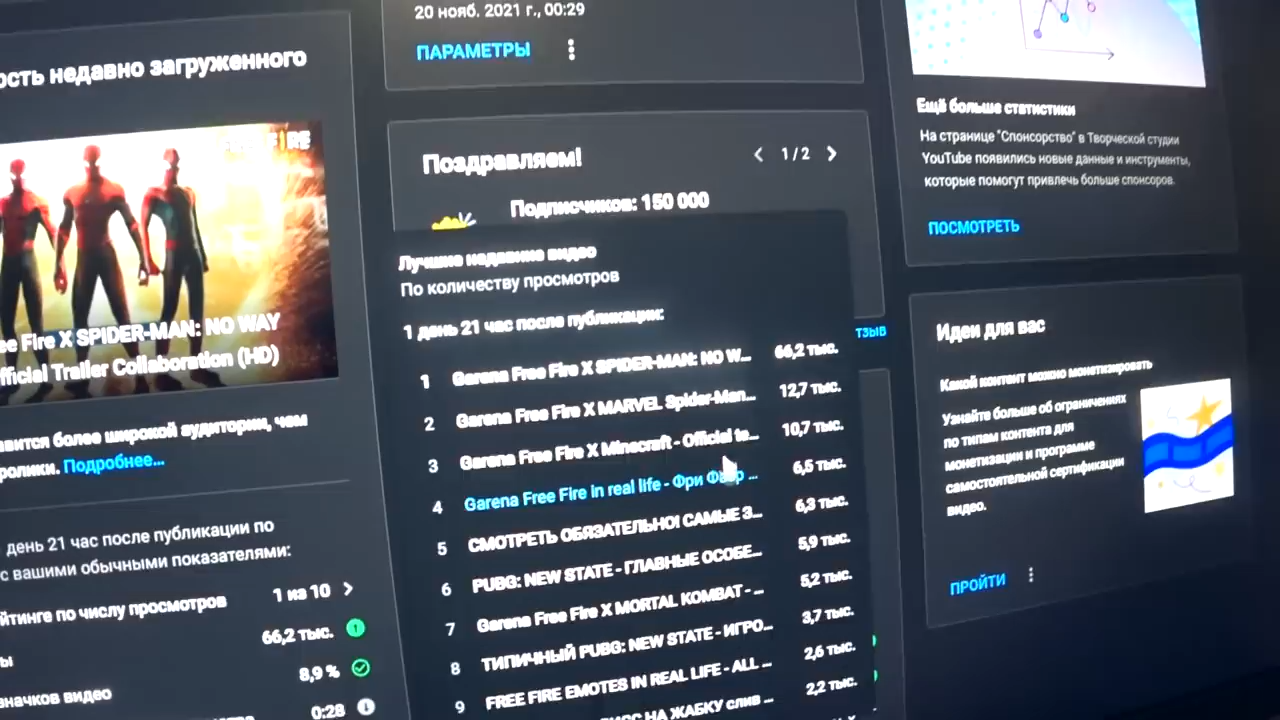 ость недавно загруженного
FREE FIRE
ee Fire X SPIDER-MAN: NO WAY
fficial Trailer Collaboration (HD)
авится более широкой аудитории, чем
ролики. Подробнее...
день 21 час после публикации по
с вашими обычными показателями:
йтинге по числу просмотров 1 из 10
66,2 тыс.
ы
8,9 %
значков видео
0:28
20 нояб. 2021 г., 00:29
ПАРАМЕТРЫ
Поздравляем!
1 / 2
Подписчиков: 150 000
Лучшие недавние видео
По количеству просмотров
1 день 21 час после публикации:
1 Garena Free Fire X SPIDER-MAN: NO W... 66,2 тыс.
2 Garena Free Fire X MARVEL Spider-Man... 12,7 тыс.
3 Garena Free Fire X Minecraft - Official te... 10,7 тыс.
4 Garena Free Fire in real life - Фри Фаер ... 6,5 тыс.
5 СМОТРЕТЬ ОБЯЗАТЕЛЬНО! САМЫЕ З... 6,3 тыс.
6 PUBG: NEW STATE - ГЛАВНЫЕ ОСОБЕ... 5,9 тыс.
7 Garena Free Fire X MORTAL KOMBAT - ... 5,2 тыс.
8 ТИПИЧНЫЙ PUBG: NEW STATE - ИГРО... 3,7 тыс.
9 FREE FIRE EMOTES IN REAL LIFE - ALL ... 2,6 тыс.
НА ЖАБКУ слив ... 2,2 тыс.
ТЗЫВ
Ещё больше статистики
На странице "Спонсорство" в Творческой студии
YouTube появились новые данные и инструменты,
которые помогут привлечь больше спонсоров.
ПОСМОТРЕТЬ
Идеи для вас
Какой контент можно монетизировать
Узнайте больше об ограничениях
по типам контента для
монетизации и программе
самостоятельной сертификации
видео.
ПРОЙТИ